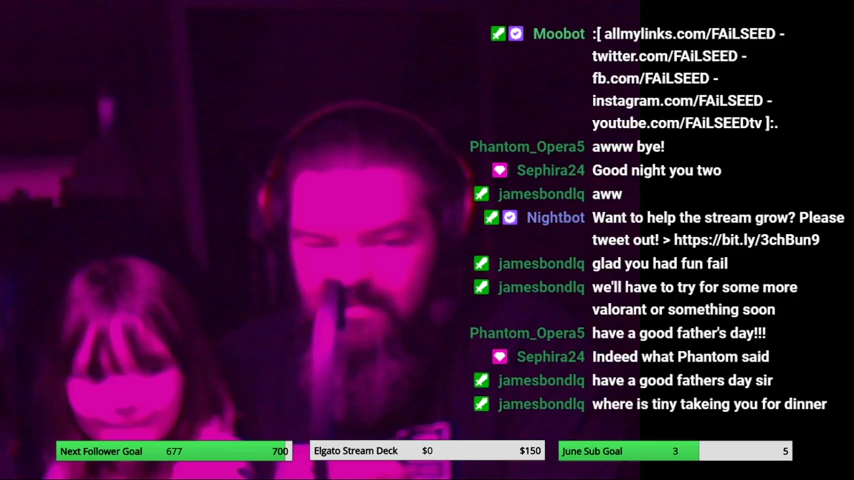 Moobot :[ allmylinks.com/FAiLSEED -
twitter.com/FAiLSEED -
fb.com/FAiLSEED -
instagram.com/FAiLSEED -
youtube.com/FAiLSEEDtv ]:.
Phantom_Opera5 awww bye!
Sephira24 Good night you two
jamesbondlq aww
Nightbot Want to help the stream grow? Please
tweet out! > https://bit.ly/3chBun9
jamesbondlq glad you had fun fail
jamesbondlq we'll have to try for some more
valorant or something soon
Phantom_Opera5 have a good father's day!!!
Sephira24 Indeed what Phantom said
jamesbondlq have a good fathers day sir
jamesbondlq where is tiny takeing you for dinner
Next Follower Goal 677 700 Elgato Stream Deck $0 $150 June Sub Goal 3 5